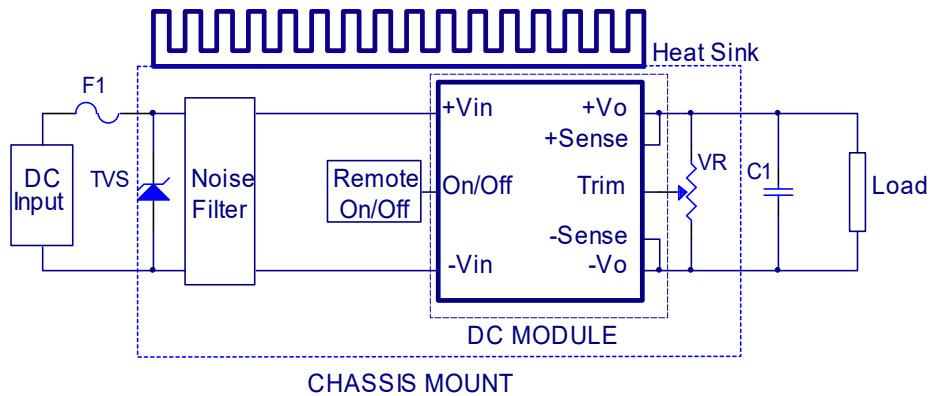 Heat Sink
F1
+Vin
+Vo
+Sense
DC
Input
TVS
Noise
Filter
Remote
On/Off
On/Off
Trim
VR
C1
Load
-Sense
-Vin
-Vo
DC MODULE
CHASSIS MOUNT